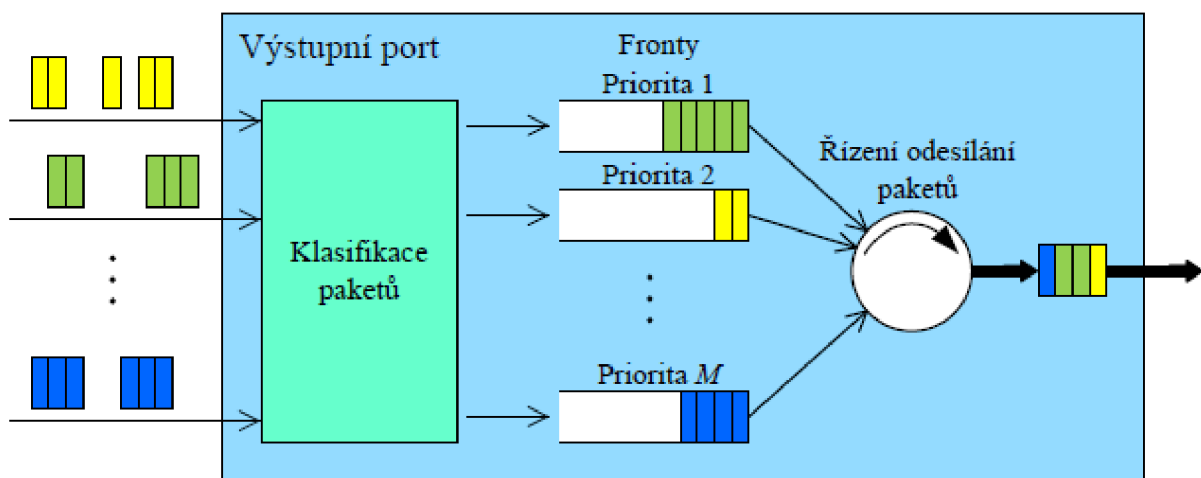 Výstupní port
Fronty
Priorita 1
Řízení odesílání
paketů
Priorita 2
Klasifikace
paketů
Priorita M